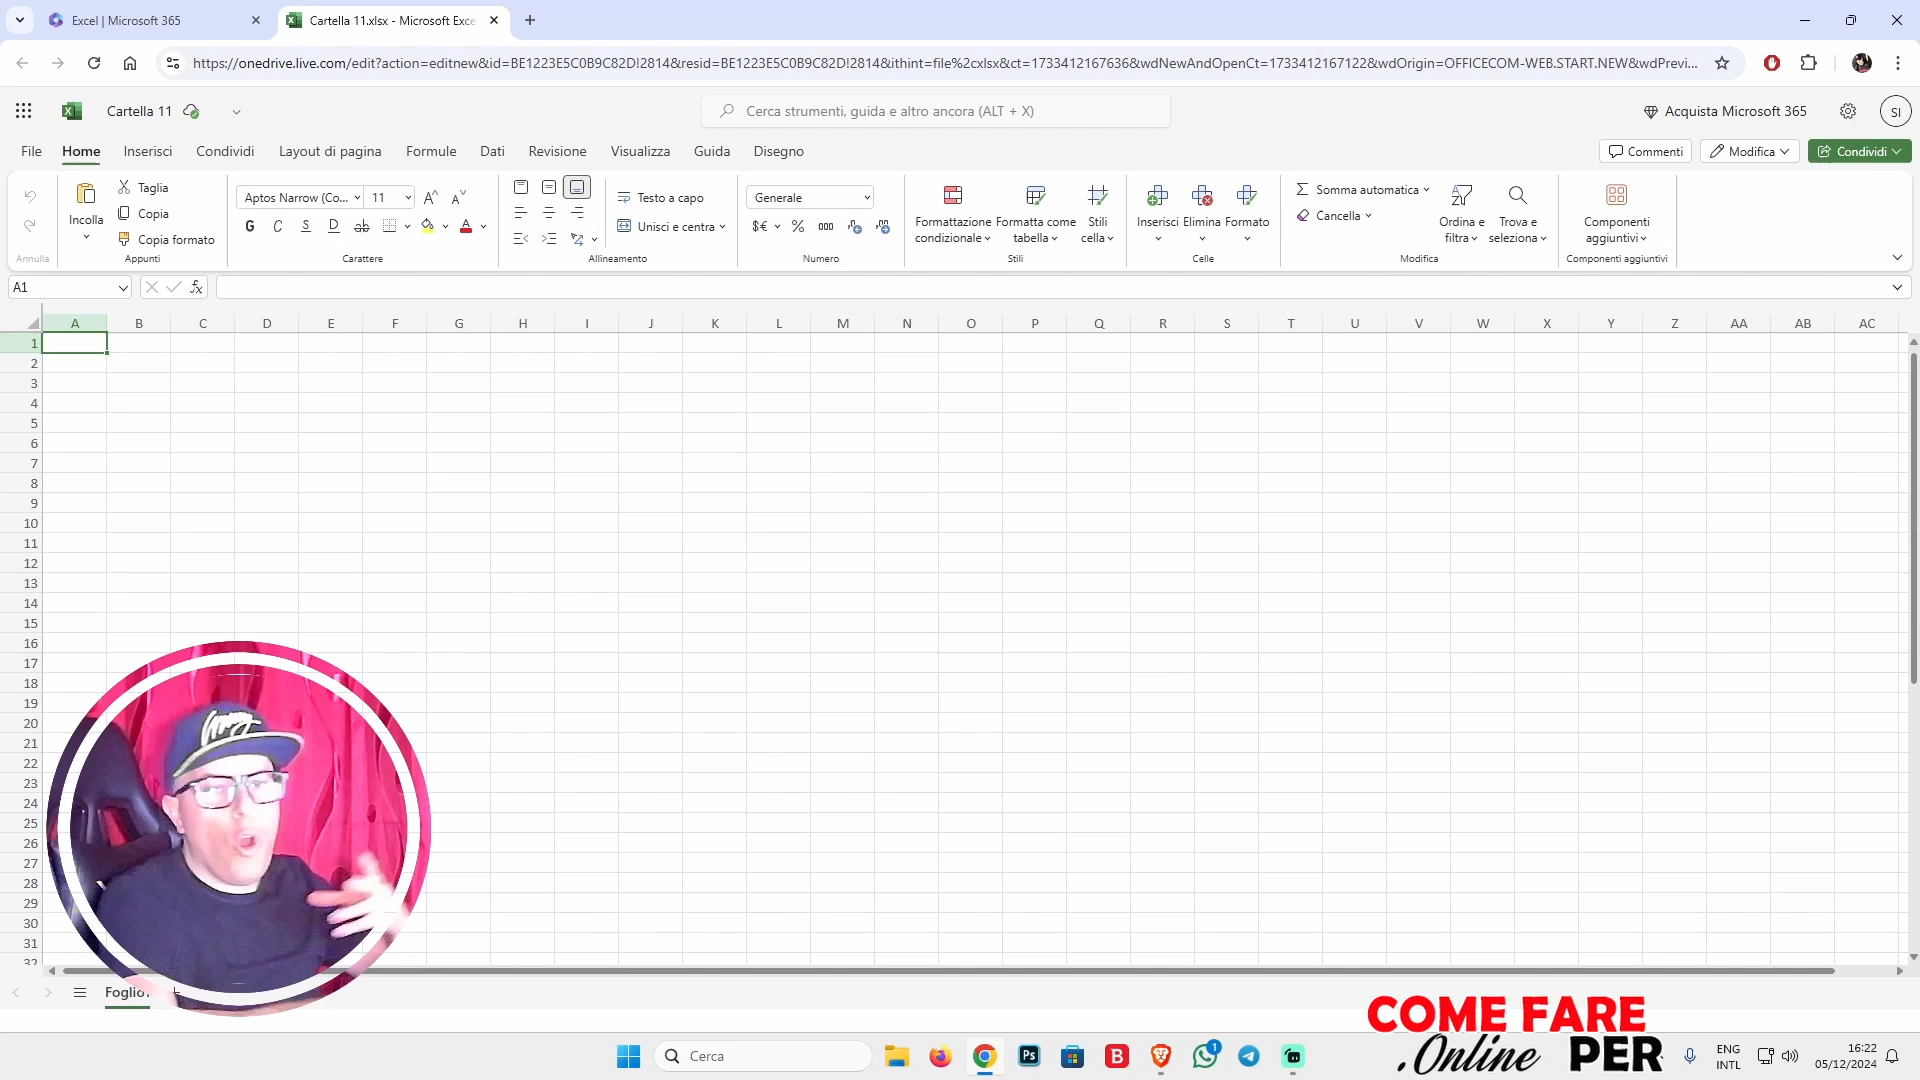 Excel | Microsoft 365
Cartella 11.xlsx - Microsoft Exce
https://onedrive.live.com/edit?action=editnew&id=BE1223E5C0B9C82D!2814&resid=BE1223E5C0B9C82D!2814&ithint=file%2cxlsx&ct=1733412167636&wdNewAndOpenCt=1733412167122&wdOrigin=OFFICECOM-WEB.START.NEW&wdPrevi...
Cartella 11
Cerca strumenti, guida e altro ancora (ALT + X)
Acquista Microsoft 365
SI
File Home Inserisci Condividi Layout di pagina Formule Dati Revisione Visualizza Guida Disegno
Commenti Modifica Condividi
Annulla
Incolla
Taglia
Copia
Copia formato
Appunti
Aptos Narrow (Co... 11
G C S D ab A
Carattere
Testo a capo
Unisci e centra
Allineamento
Generale
$€ % 000
Numero
Formattazione condizionale
Formatta come tabella
Stili cella
Stili
Inserisci Elimina Formato
Celle
Somma automatica
Cancella
Ordina e filtra
Trova e seleziona
Modifica
Componenti aggiuntivi
Componenti aggiuntivi
A1
fx
A B C D E F G H I J K L M N O P Q R S T U V W X Y Z AA AB AC
1
2
3
4
5
6
7
8
9
10
11
12
13
14
15
16
17
18
19
20
21
22
23
24
25
26
27
28
29
30
31
32
COME FARE
.Online PER
Cerca
Ps
B
1
ENG
INTL
16:22
05/12/2024